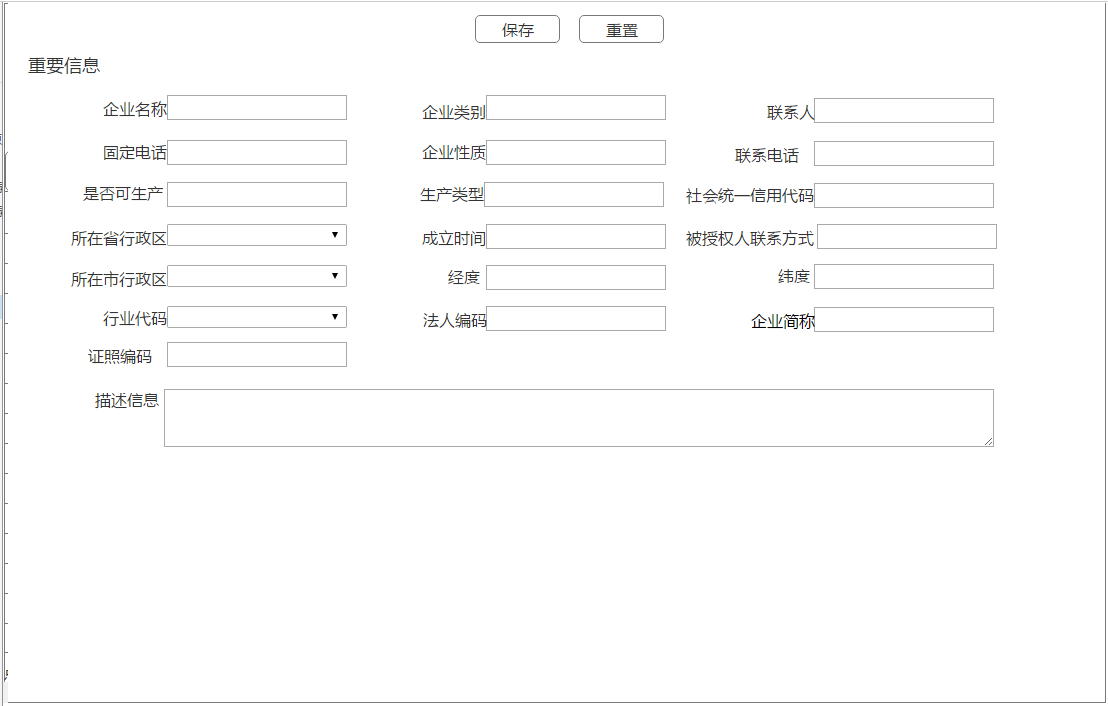 保存 重置
重要信息
企业名称 企业类别 联系人
固定电话 企业性质 联系电话
是否可生产 生产类型 社会统一信用代码
所在省行政区 成立时间 被授权人联系方式
所在市行政区 经度 纬度
行业代码 法人编码 企业简称
证照编码
描述信息